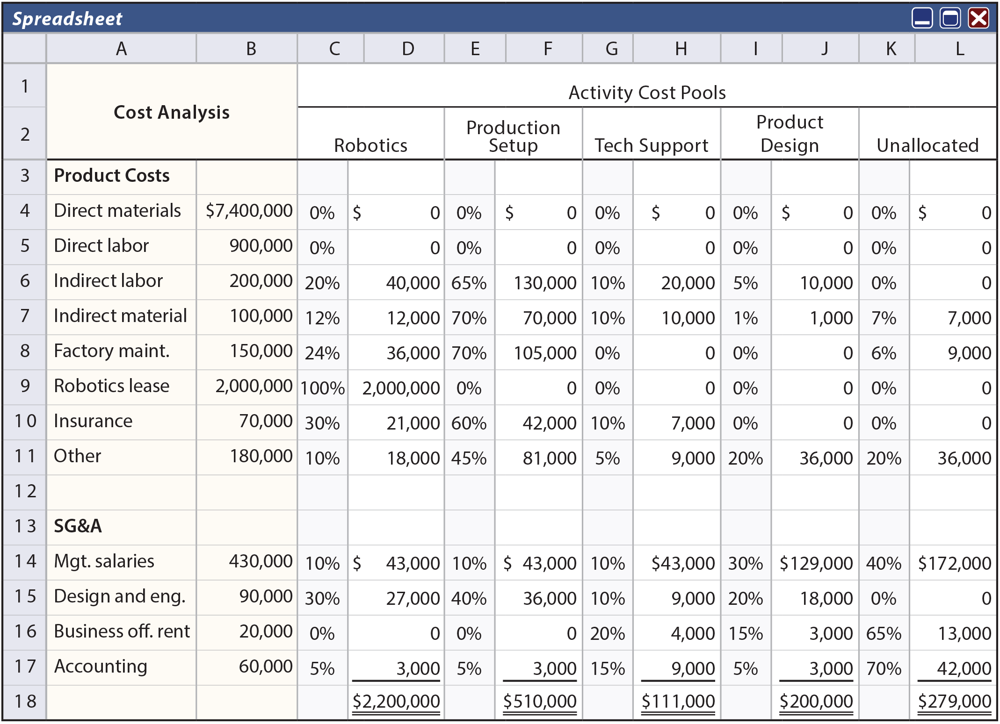 Spreadsheet
A B C D E F G H I J K L
1 Activity Cost Pools
Cost Analysis
2 Robotics Production Setup Tech Support Product Design Unallocated
3 Product Costs
4 Direct materials $7,400,000 0% $ 0 0% $ 0 0% $ 0 0% $ 0 0% $ 0
5 Direct labor 900,000 0% 0 0% 0 0% 0 0% 0 0% 0
6 Indirect labor 200,000 20% 40,000 65% 130,000 10% 20,000 5% 10,000 0% 0
7 Indirect material 100,000 12% 12,000 70% 70,000 10% 10,000 1% 1,000 7% 7,000
8 Factory maint. 150,000 24% 36,000 70% 105,000 0% 0 0% 0 6% 9,000
9 Robotics lease 2,000,000 100% 2,000,000 0% 0 0% 0 0% 0 0% 0
10 Insurance 70,000 30% 21,000 60% 42,000 10% 7,000 0% 0 0% 0
11 Other 180,000 10% 18,000 45% 81,000 5% 9,000 20% 36,000 20% 36,000
12
13 SG&A
14 Mgt. salaries 430,000 10% $ 43,000 10% $ 43,000 10% $43,000 30% $129,000 40% $172,000
15 Design and eng. 90,000 30% 27,000 40% 36,000 10% 9,000 20% 18,000 0% 0
16 Business off. rent 20,000 0% 0 0% 0 20% 4,000 15% 3,000 65% 13,000
17 Accounting 60,000 5% 3,000 5% 3,000 15% 9,000 5% 3,000 70% 42,000
18 $2,200,000 $510,000 $111,000 $200,000 $279,000